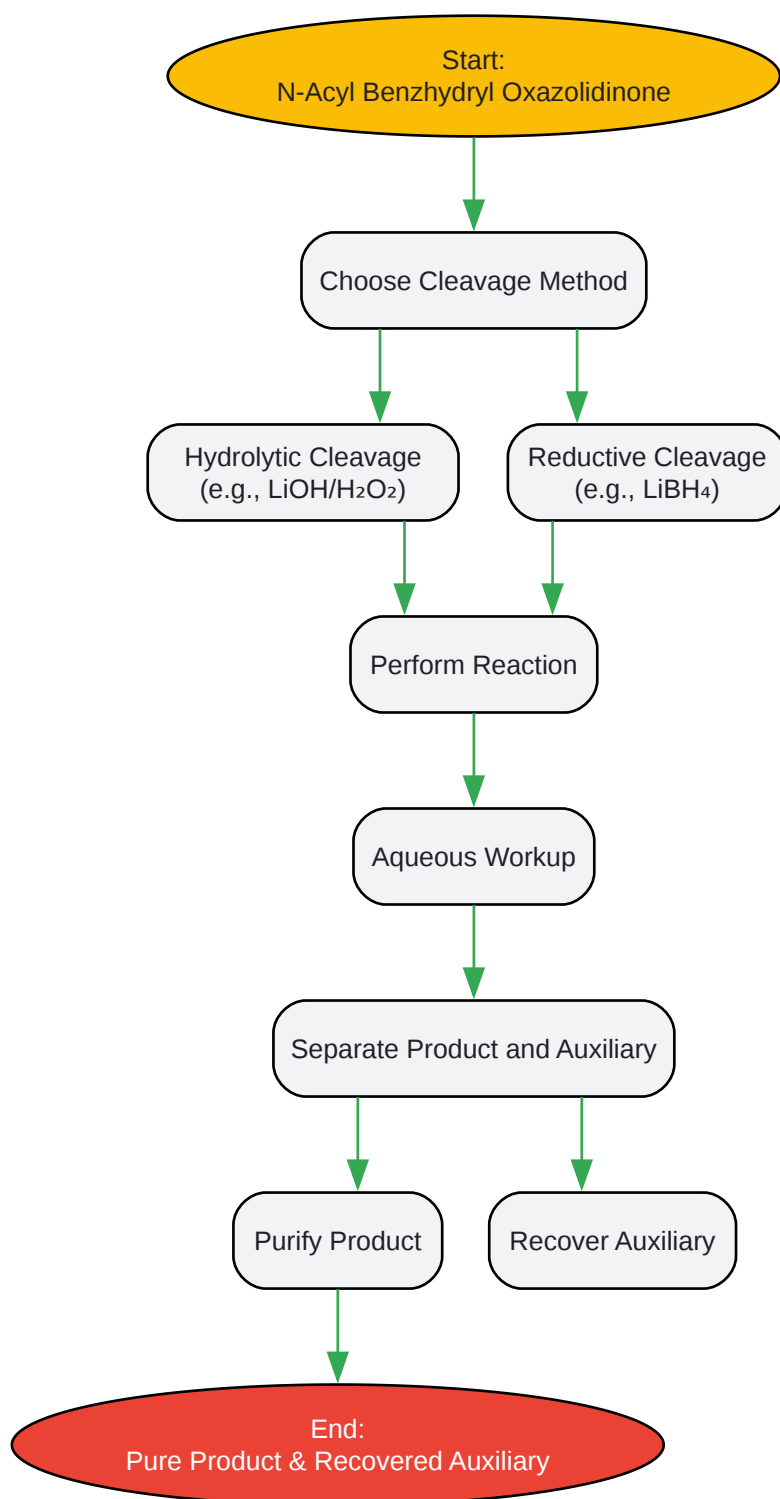 Start:
N-Acyl Benzhydryl Oxazolidinone
Choose Cleavage Method
Hydrolytic Cleavage
(e.g., LiOH/H₂O₂)
Reductive Cleavage
(e.g., LiBH₄)
Perform Reaction
Aqueous Workup
Separate Product and Auxiliary
Purify Product
Recover Auxiliary
End:
Pure Product & Recovered Auxiliary